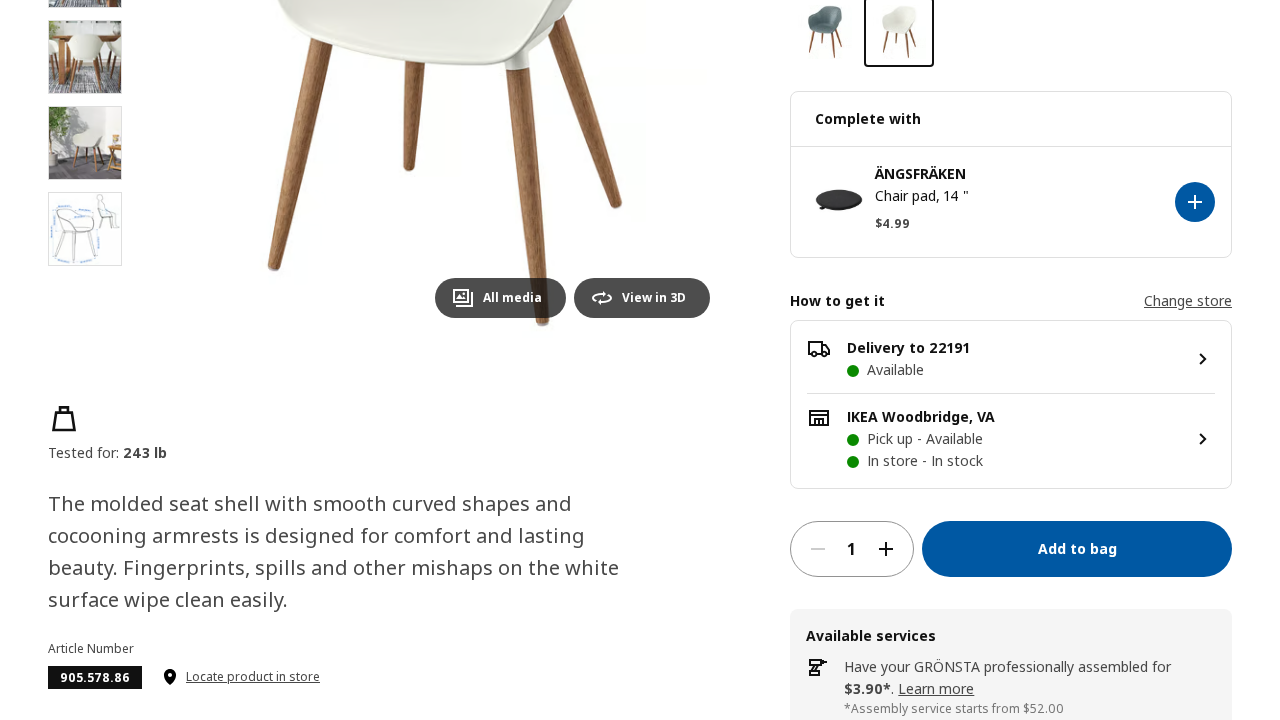 All media
View in 3D
Tested for: 243 lb
The molded seat shell with smooth curved shapes and
cocooning armrests is designed for comfort and lasting
beauty. Fingerprints, spills and other mishaps on the white
surface wipe clean easily.
Article Number
905.578.86
Locate product in store
Complete with
ÄNGSFRÄKEN
Chair pad, 14 "
$4.99
How to get it
Change store
Delivery to 22191
Available
IKEA Woodbridge, VA
Pick up - Available
In store - In stock
1
Add to bag
Available services
Have your GRÖNSTA professionally assembled for
$3.90*. Learn more
*Assembly service starts from $52.00